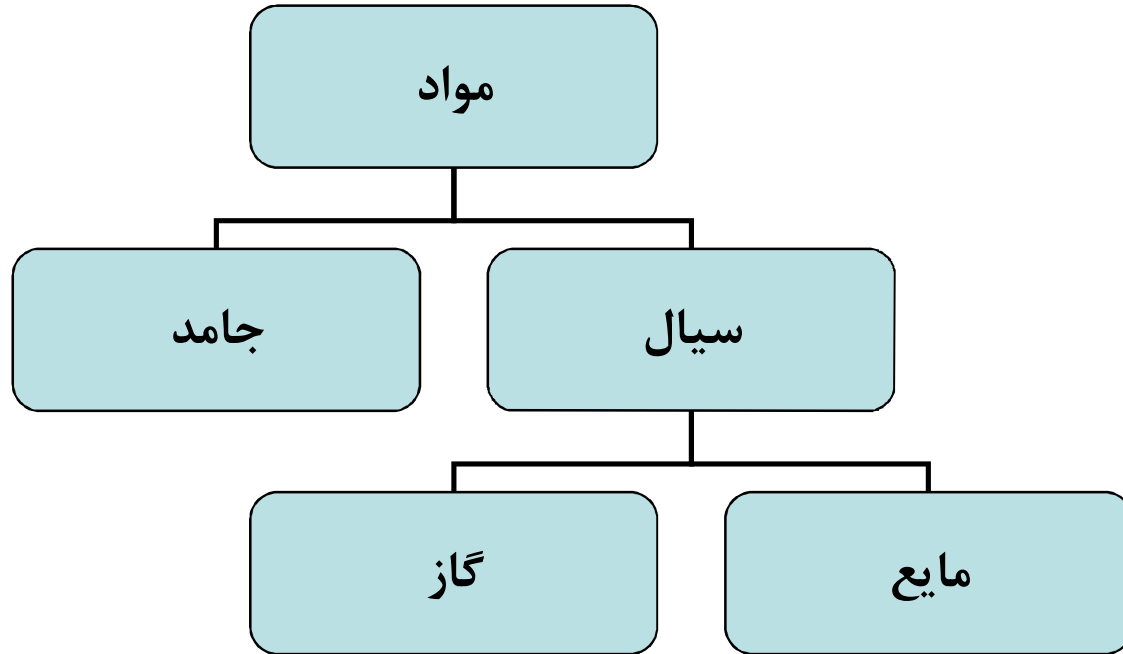 مواد
سیال
جامد
مایع
گاز